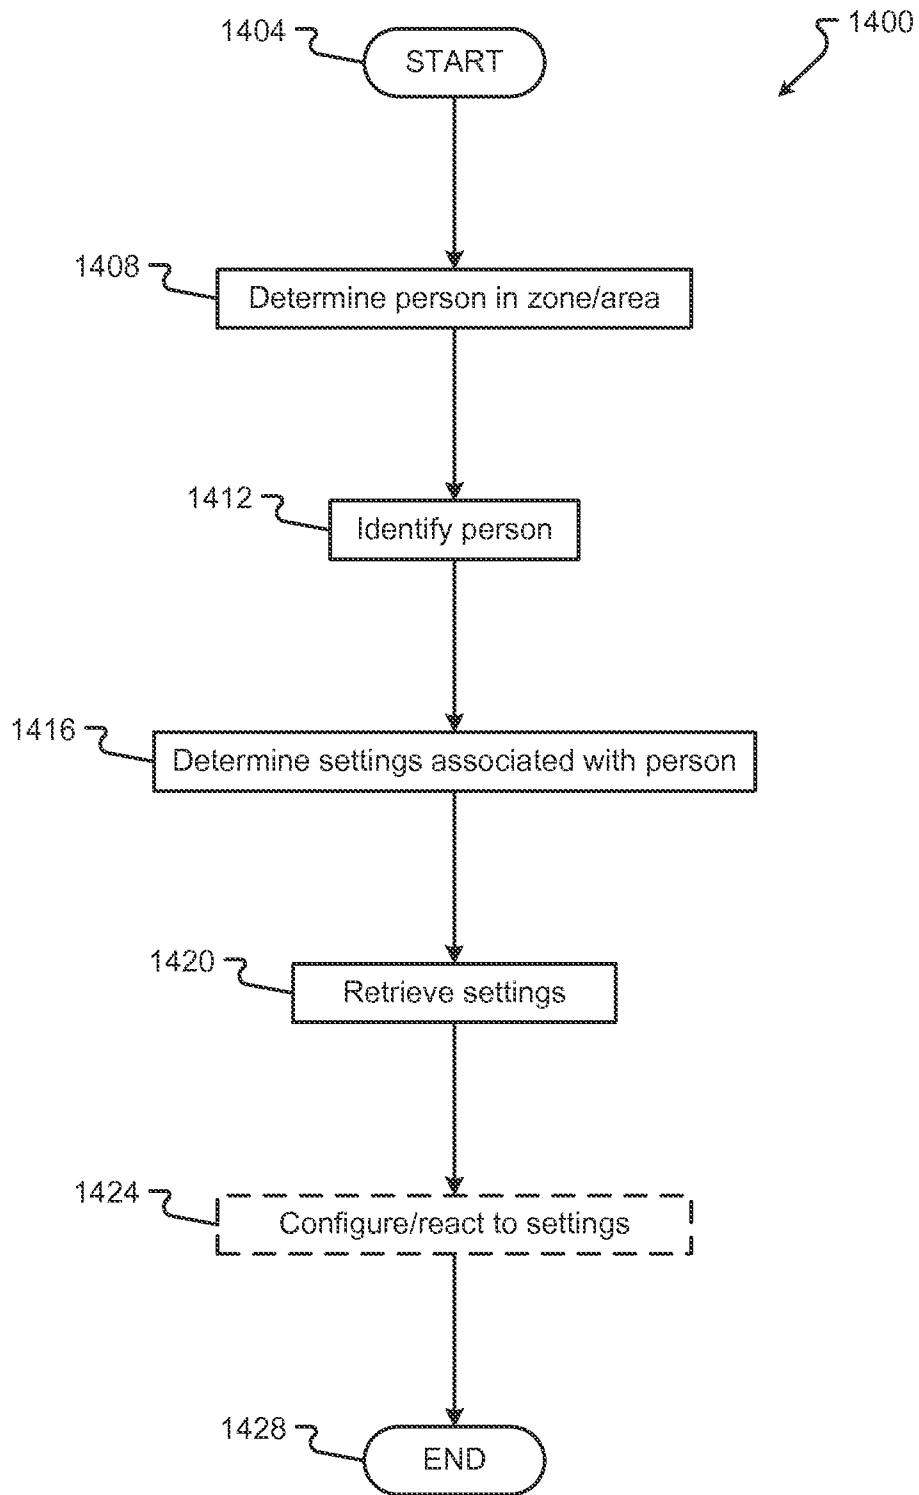 1400
1404
START
1408
Determine person in zone/area
1412
Identify person
1416
Determine settings associated with person
1420
Retrieve settings
1424
Configure/react to settings
1428
END